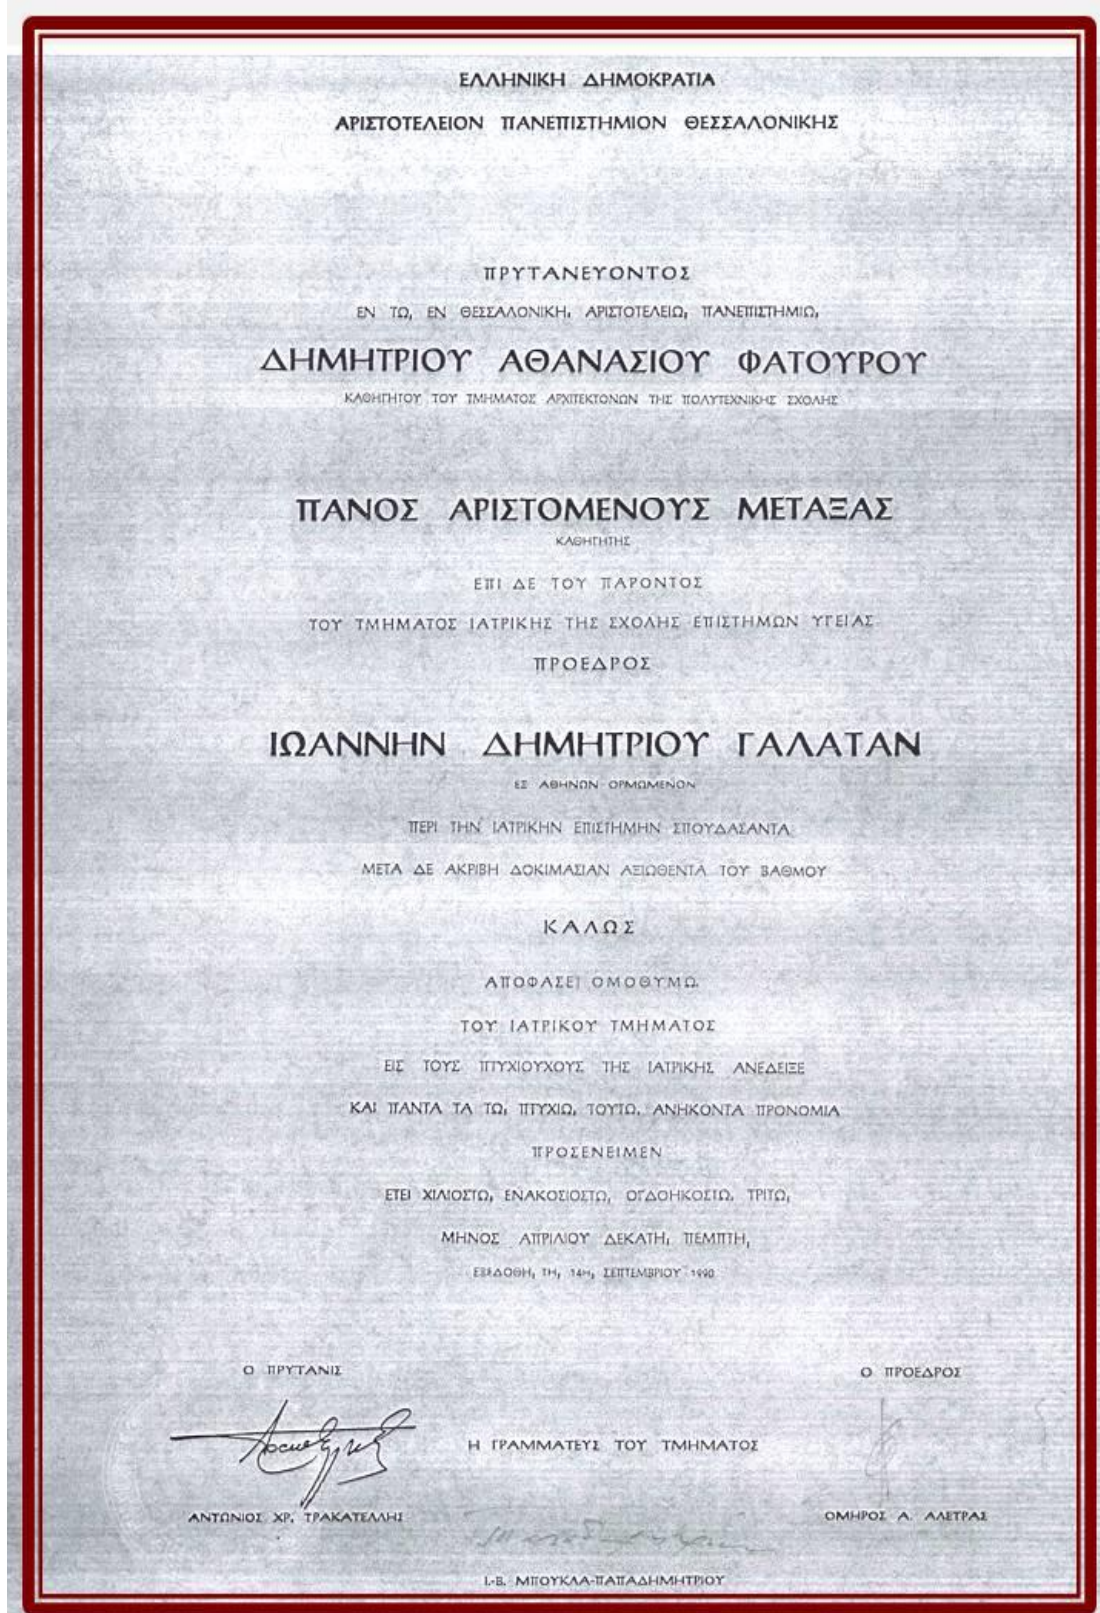 ΕΛΛΗΝΙΚΗ ΔΗΜΟΚΡΑΤΙΑ
ΑΡΙΣΤΟΤΕΛΕΙΟΝ ΠΑΝΕΠΙΣΤΗΜΙΟΝ ΘΕΣΣΑΛΟΝΙΚΗΣ
ΠΡΥΤΑΝΕΥΟΝΤΟΣ
ΕΝ ΤΩ, ΕΝ ΘΕΣΣΑΛΟΝΙΚΗ, ΑΡΙΣΤΟΤΕΛΕΙΩ, ΠΑΝΕΠΙΣΤΗΜΙΩ,
ΔΗΜΗΤΡΙΟΥ ΑΘΑΝΑΣΙΟΥ ΦΑΤΟΥΡΟΥ
ΚΑΘΗΓΗΤΟΥ ΤΟΥ ΤΜΗΜΑΤΟΣ ΑΡΧΙΤΕΚΤΟΝΩΝ ΤΗΣ ΠΟΛΥΤΕΧΝΙΚΗΣ ΣΧΟΛΗΣ
ΠΑΝΟΣ ΑΡΙΣΤΟΜΕΝΟΥΣ ΜΕΤΑΞΑΣ
ΚΑΘΗΓΗΤΗΣ
ΕΠΙ ΔΕ ΤΟΥ ΠΑΡΟΝΤΟΣ
ΤΟΥ ΤΜΗΜΑΤΟΣ ΙΑΤΡΙΚΗΣ ΤΗΣ ΣΧΟΛΗΣ ΕΠΙΣΤΗΜΩΝ ΥΓΕΙΑΣ
ΠΡΟΕΔΡΟΣ
ΙΩΑΝΝΗΝ ΔΗΜΗΤΡΙΟΥ ΓΑΛΑΤΑΝ
ΕΞ ΑΘΗΝΩΝ ΟΡΜΩΜΕΝΟΝ
ΠΕΡΙ ΤΗΝ ΙΑΤΡΙΚΗΝ ΕΠΙΣΤΗΜΗΝ ΣΠΟΥΔΑΣΑΝΤΑ
ΜΕΤΑ ΔΕ ΑΚΡΙΒΗ ΔΟΚΙΜΑΣΙΑΝ ΑΞΙΩΘΕΝΤΑ ΤΟΥ ΒΑΘΜΟΥ
ΚΑΛΩΣ
ΑΠΟΦΑΣΕΙ ΟΜΟΘΥΜΩ,
ΤΟΥ ΙΑΤΡΙΚΟΥ ΤΜΗΜΑΤΟΣ
ΕΙΣ ΤΟΥΣ ΠΤΥΧΙΟΥΧΟΥΣ ΤΗΣ ΙΑΤΡΙΚΗΣ ΑΝΕΔΕΙΞΕ
ΚΑΙ ΠΑΝΤΑ ΤΑ ΤΩ, ΠΤΥΧΙΩ, ΤΟΥΤΩ, ΑΝΗΚΟΝΤΑ ΠΡΟΝΟΜΙΑ
ΠΡΟΣΕΝΕΙΜΕΝ
ΕΤΕΙ ΧΙΛΙΟΣΤΩ, ΕΝΑΚΟΣΙΟΣΤΩ, ΟΓΔΟΗΚΟΣΤΩ, ΤΡΙΤΩ,
ΜΗΝΟΣ ΑΠΡΙΛΙΟΥ ΔΕΚΑΤΗ, ΠΕΜΠΤΗ,
ΕΞΕΔΟΘΗ, ΤΗ, 14Η, ΣΕΠΤΕΜΒΡΙΟΥ 1990
Ο ΠΡΥΤΑΝΙΣ
Ο ΠΡΟΕΔΡΟΣ
Η ΓΡΑΜΜΑΤΕΥΣ ΤΟΥ ΤΜΗΜΑΤΟΣ
ΑΝΤΩΝΙΟΣ ΧΡ. ΤΡΑΚΑΤΕΛΛΗΣ
ΟΜΗΡΟΣ Α. ΑΛΕΤΡΑΣ
Ι.-Β. ΜΠΟΥΚΛΑ-ΠΑΠΑΔΗΜΗΤΡΙΟΥ